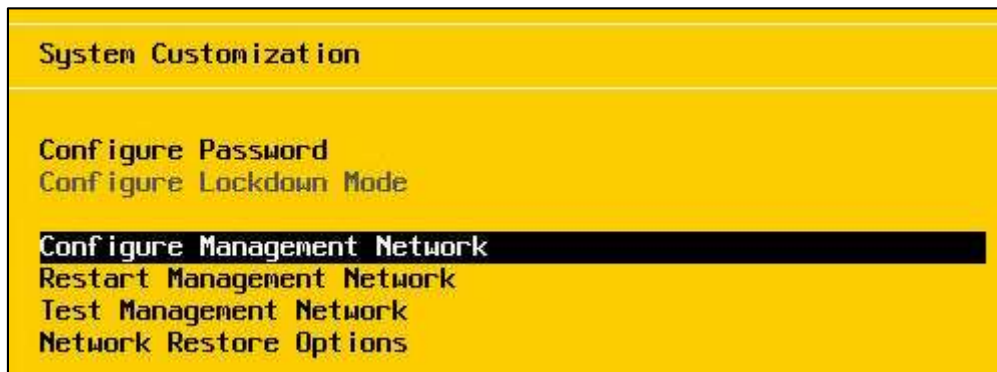 System Customization
Configure Password
Configure Lockdown Mode
Configure Management Network
Restart Management Network
Test Management Network
Network Restore Options